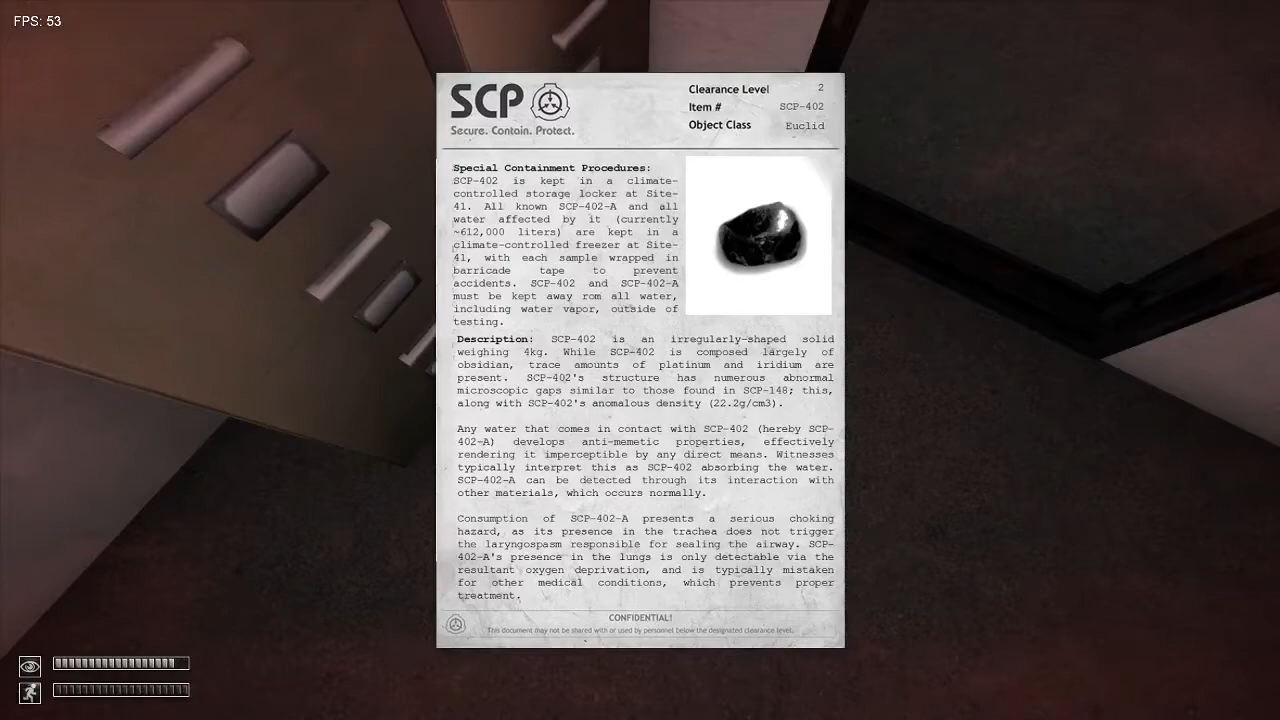 FPS: 53
SCP
Secure. Contain. Protect.
Clearance Level 2
Item # SCP-402
Object Class Euclid
Special Containment Procedures:
SCP-402 is kept in a climate-
controlled storage locker at Site-
41. All known SCP-402-A and all
water affected by it (currently
~612,000 liters) are kept in a
climate-controlled freezer at Site-
41, with each sample wrapped in
barricade tape to prevent
accidents. SCP-402 and SCP-402-A
must be kept away rom all water,
including water vapor, outside of
testing.
Description: SCP-402 is an irregularly-shaped solid
weighing 4kg. While SCP-402 is composed largely of
obsidian, trace amounts of platinum and iridium are
present. SCP-402's structure has numerous abnormal
microscopic gaps similar to those found in SCP-148; this,
along with SCP-402's anomalous density (22.2g/cm3).
Any water that comes in contact with SCP-402 (hereby SCP-
402-A) develops anti-memetic properties, effectively
rendering it imperceptible by any direct means. Witnesses
typically interpret this as SCP-402 absorbing the water.
SCP-402-A can be detected through its interaction with
other materials, which occurs normally.
Consumption of SCP-402-A presents a serious choking
hazard, as its presence in the trachea does not trigger
the laryngospasm responsible for sealing the airway. SCP-
402-A's presence in the lungs is only detectable via the
resultant oxygen deprivation, and is typically mistaken
for other medical conditions, which prevents proper
treatment.
CONFIDENTIAL!
This document may not be shared with or used by personnel below the designated clearance level.